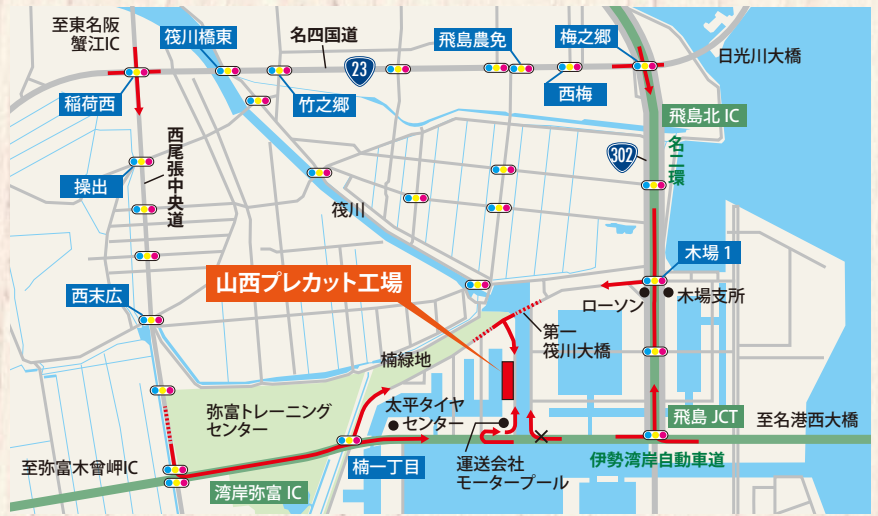 至東名阪
蟹江IC
筏川橋東
名四国道
飛島農免
梅之郷
日光川大橋
23
稲荷西
竹之郷
西梅
飛島北 IC
西尾張中央道
302
名二環
操出
筏川
木場 1
山西プレカット工場
西末広
ローソン
木場支所
第一
筏川大橋
楠緑地
弥富トレーニング
センター
太平タイヤ
センター
飛島 JCT
至名港西大橋
至弥富木曽岬IC
楠一丁目
運送会社
モータープール
伊勢湾岸自動車道
湾岸弥富 IC